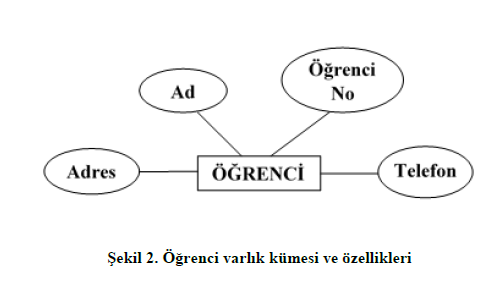 Öğrenci
No
Ad
Adres
ÖĞRENCİ
Telefon
Şekil 2. Öğrenci varlık kümesi ve özellikleri